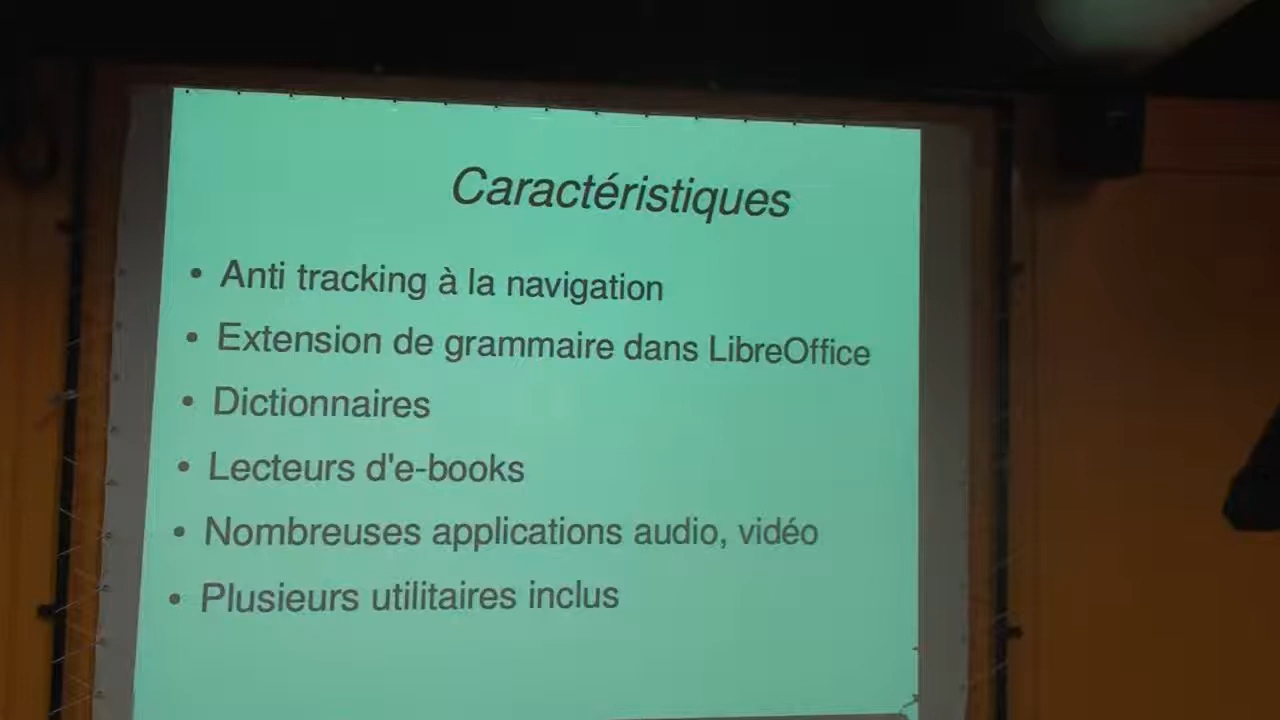 Caractéristiques
• Anti tracking à la navigation
• Extension de grammaire dans LibreOffice
• Dictionnaires
• Lecteurs d'e-books
• Nombreuses applications audio, vidéo
• Plusieurs utilitaires inclus